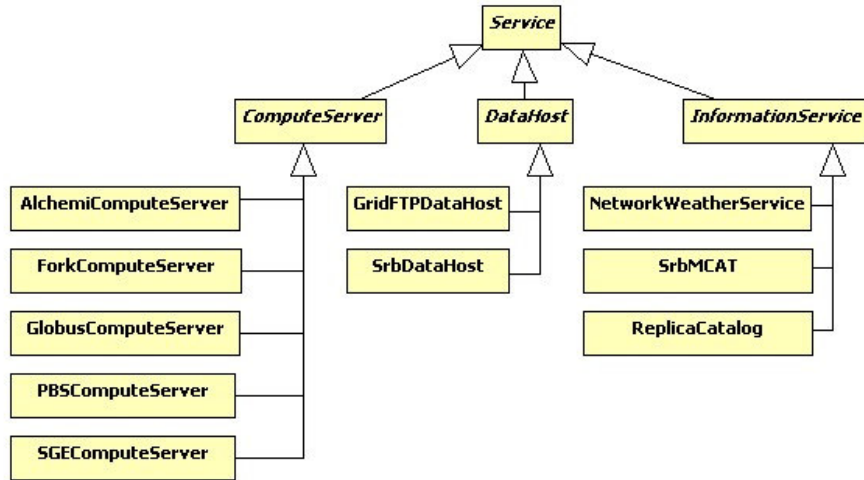 Service
ComputeServer
DataHost
InformationService
AlchemiComputeServer
ForkComputeServer
GlobusComputeServer
PBSComputeServer
SGEComputeServer
GridFTPDataHost
SrbDataHost
NetworkWeatherService
SrbMCAT
ReplicaCatalog